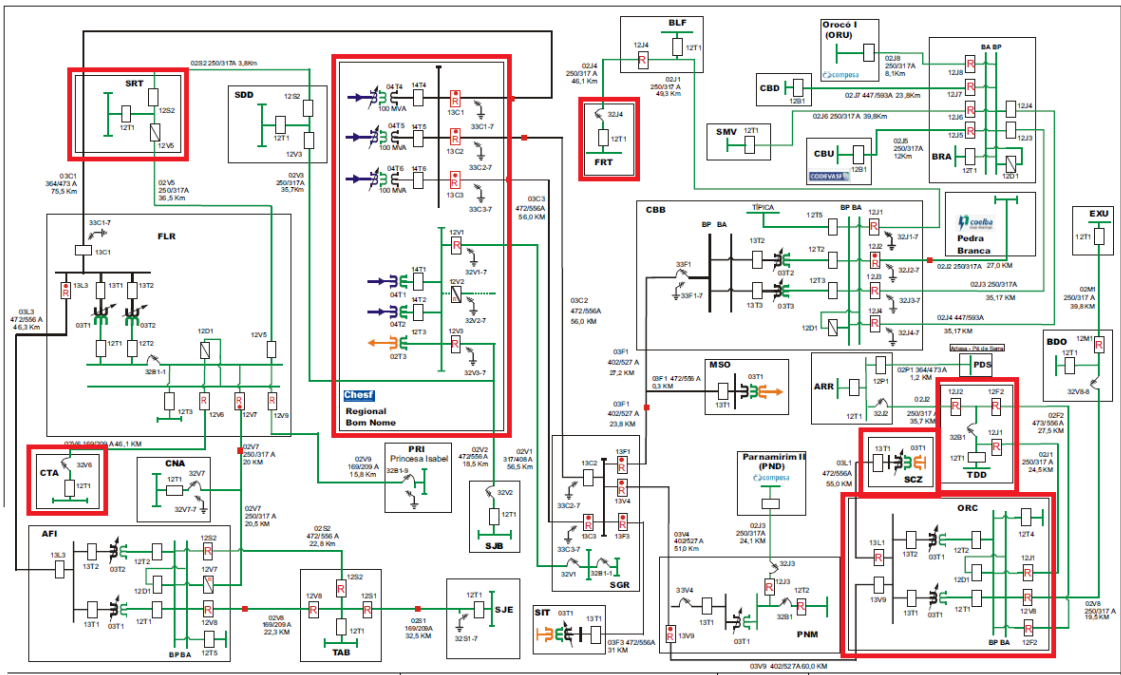 BLF
12T1
12J4
R
02J4
250/317 A
46,1 Km
02J1
250/317 A
49,3 Km
32J4
12T1
FRT
Orocó I
(ORU)
12T1
compesa
02J8
250/317A
8,1Km
BA BP
12J8
12J7
12J6
12J5
12J4
12J3
BRA
12T1
12D1
CBD
12B1
02J7 447/593A 23,8Km
02J6 250/317A 39,8Km
SMV
12T1
02J5
250/317A
12Km
CBU
12B1
CODEVASF
02S2 250/317A 3,8Km
SRT
12S2
12T1
12V5
SDD
12S2
12T1
12V3
03C1
364/473 A
75,5 Km
02V5
250/317A
36,5 Km
02V3
250/317A
35,7Km
04T4
14T4
100 MVA
13C1
33C1-7
04T5
14T5
100 MVA
13C2
33C2-7
04T6
14T6
100 MVA
13C3
33C3-7
12V1
32V1-7
14T1
04T1
12V2
32V2-7
14T2
04T2
12T3
12V3
02T3
32V3-7
Chesf
Regional
Bom Nome
03C3
472/556A
56,0 KM
03C2
472/556A
56,0 KM
33C1-7
FLR
13C1
13L3
13T1
13T2
03T1
03T2
12T1
12T2
12D1
12V5
32B1-1
12T3
12V6
12V7
12V9
03L3
472/556 A
46,3 Km
02V6 169/209 A 46,1 KM
CTA
32V6
12T1
CNA
32V7
12T1
32V7-7
02V7
250/317 A
20 KM
02V7
250/317 A
20,5 KM
02V9
169/209 A
15,8 Km
PRI
Princesa Isabel
32B1-9
02V2
472/556A
18,5 KM
02V1
317/408 A
56,5 KM
32V2
12T1
SJB
CBB
TÍPICA
BP BA
BP BA
12T5
12J1
32J1-7
13T2
12T2
12J2
03T2
32J2-7
12T3
12J3
13T3
03T3
32J3-7
12D1
12J4
32J4-7
33F1
33F1-7
coelba
Pedra
Branca
27,0 KM
02J2 250/317A
02J3 250/317A
35,17 KM
02J4 447/593A
35,17 KM
EXU
12T1
02M1
250/317 A
39,8 KM
BDO
12M1
12T1
32V8-8
03F1
402/527 A
27,2 KM
03F1 472/556 A
0,3 KM
03F1
402/527 A
23,8 KM
MSO
03T1
13T1
ARR
12P1
12T1
32J2
02P1 364/473 A
1,2 KM
PDS
02J2
250/317 A
35,7 KM
12J2
12F2
32B1
12J1
12T1
TDD
02F2
473/556A
27,5 KM
02J1
250/317 A
24,5KM
03L1
472/556A
55,0 KM
13T1
03T1
SCZ
Parnamirim II
(PND)
compesa
02J3
250/317A
24,1 KM
13C2
13F1
13V4
33C2-7
13C3
13F3
33C3-7
32V1
32B1-1
SGR
ORC
13L1
13T2
03T1
12T2
12T4
12J1
12D1
13V9
13T1
03T1
12T1
12V8
BP BA
12F2
02V8
250/317 A
19,5 KM
03V4
402/527 A
51,0 KM
33V4
32J3
12J3
12T2
13V9
13T1
03T1
32B1
PNM
03V9 402/527A 60,0 KM
SIT
03T1
13T1
03F3 472/556A
31 KM
AFI
13L3
13T2
03T2
12T2
12S2
12V7
12D1
13T1
03T1
12T1
12V8
BPBA
12T5
02S2
472/556 A
22,8 KM
02V8
169/209 A
22,3 KM
12S2
12V8
12S1
12T1
TAB
02S1
169/209A
32,5 KM
12T1
SJE
32S1-7